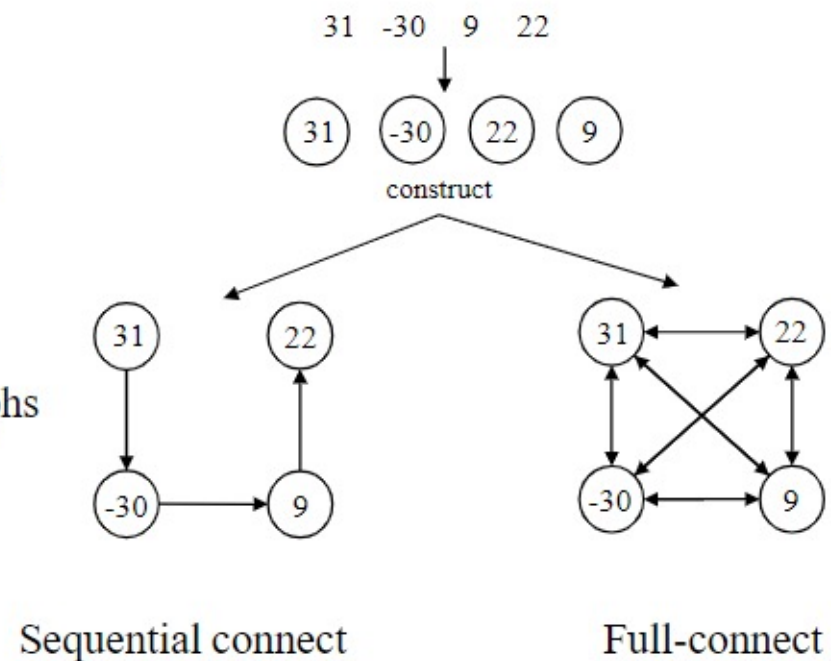 31 -30 9 22
31 -30 22 9
construct
31 22
31 22
hs
-30 9
-30 9
Sequential connect
Full-connect